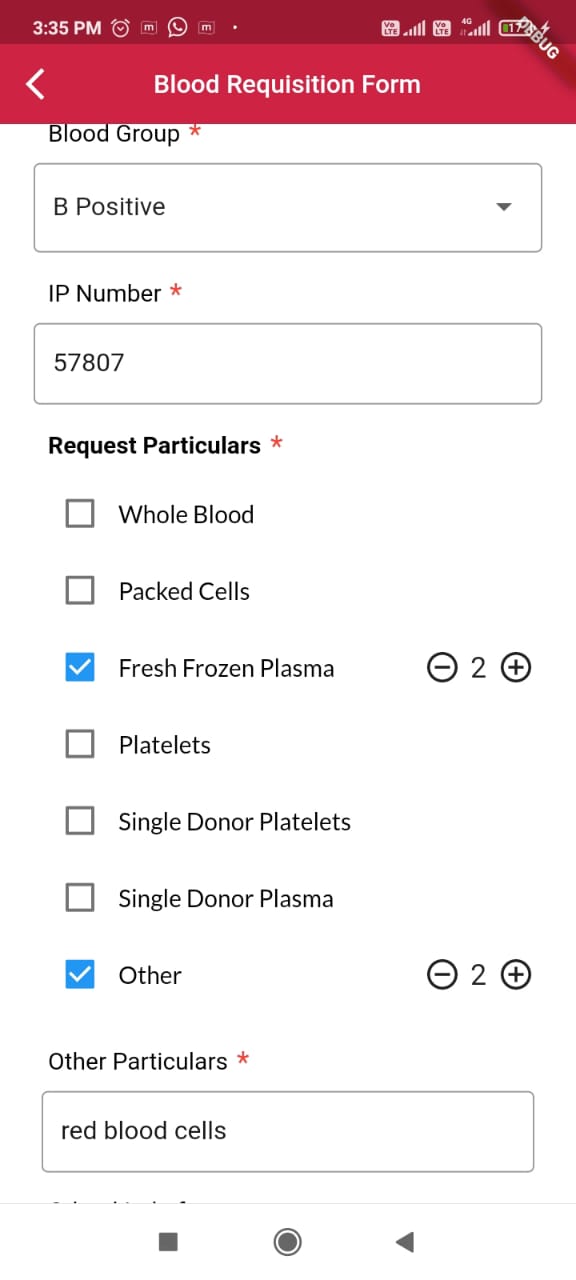 3:35 PM
Vo LTE Vo LTE 4G 17
DEBUG
Blood Requisition Form
Blood Group *
B Positive
IP Number *
57807
Request Particulars *
Whole Blood
Packed Cells
Fresh Frozen Plasma 2
Platelets
Single Donor Platelets
Single Donor Plasma
Other 2
Other Particulars *
red blood cells